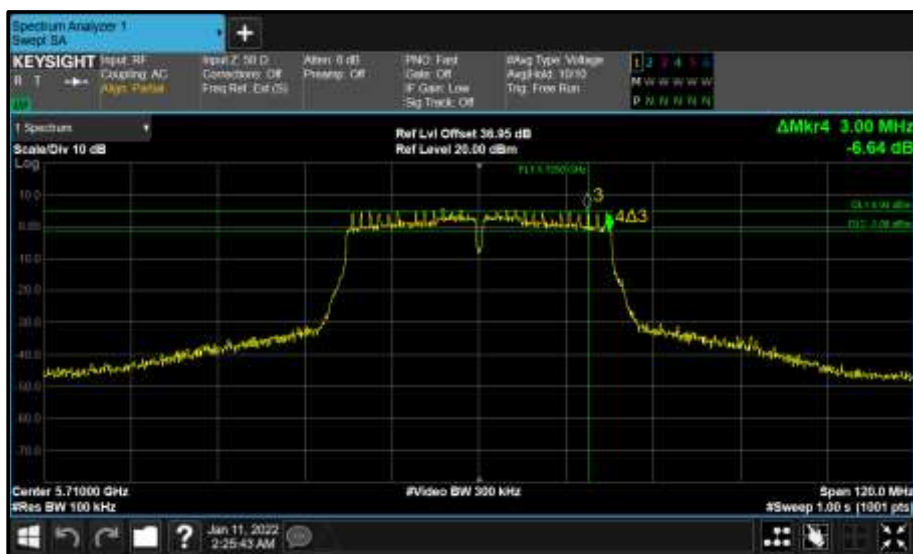 Spectrum Analyzer 1
Swept SA
+
KEYSIGHT
R T
Input: RF
Coupling: AC
Align: Partial
Input Z: 50 Ω
Corrections: Off
Freq Ref: Ext (S)
Atten: 0 dB
Preamp: Off
PNO: Fast
Gate: Off
IF Gain: Low
Sig Track: Off
#Avg Type: Voltage
Avg|Hold: 10/10
Trig: Free Run
1 2 3 4 5 6
M W W W W W
P N N N N N
1 Spectrum
Scale/Div 10 dB
Ref Lvl Offset 36.95 dB
Ref Level 20.00 dBm
ΔMkr4 3.00 MHz
-6.64 dB
Log
10.0
0.00
-10.0
-20.0
-30.0
-40.0
-50.0
-60.0
-70.0
3
4Δ3
Center 5.71000 GHz
#Res BW 100 kHz
#Video BW 300 kHz
Span 120.0 MHz
#Sweep 1.00 s (1001 pts)
?
Jan 11, 2022
2:25:43 AM